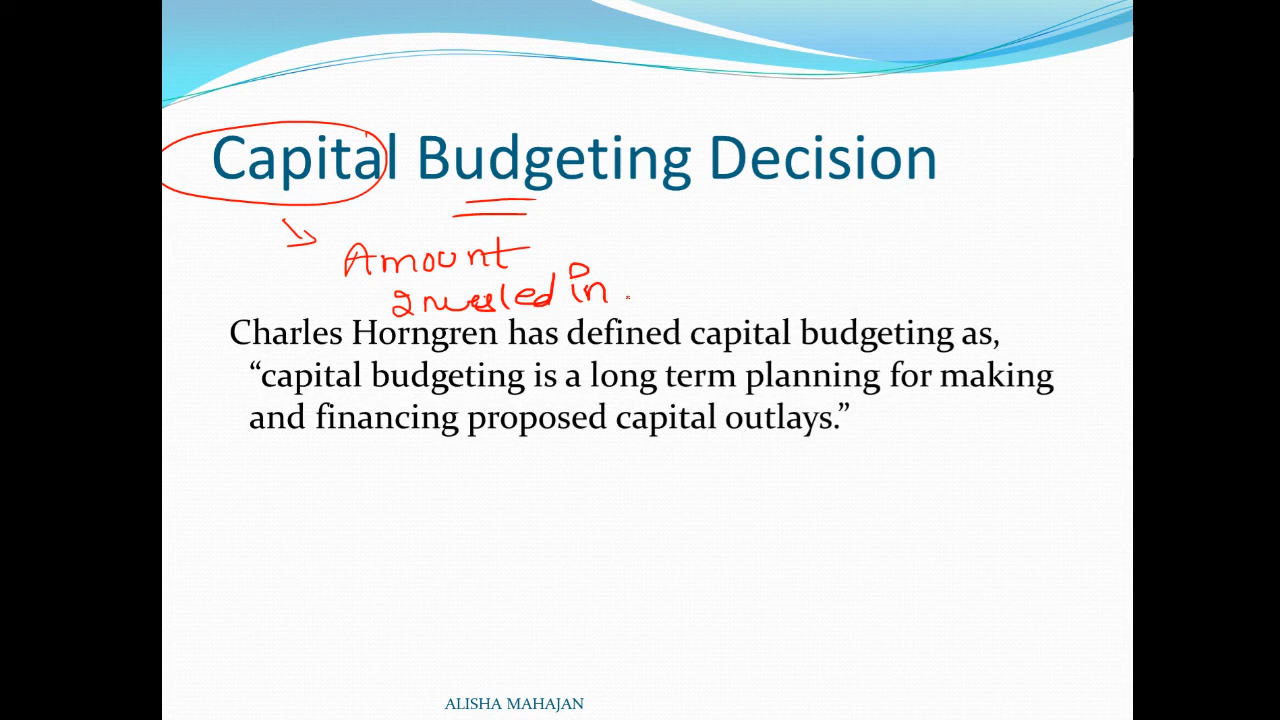 Capital Budgeting Decision
Amount
Invested in
Charles Horngren has defined capital budgeting as,
“capital budgeting is a long term planning for making
and financing proposed capital outlays.”
ALISHA MAHAJAN